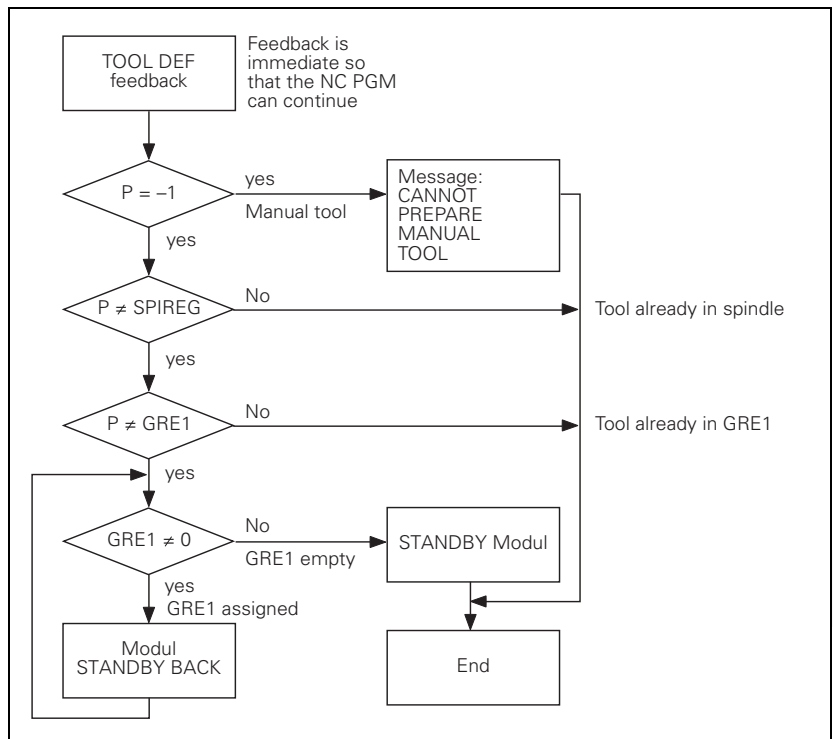 TOOL DEF
feedback
Feedback is
immediate so
that the NC PGM
can continue
P = –1
yes
Manual tool
Message:
CANNOT
PREPARE
MANUAL
TOOL
yes
P ≠ SPIREG
No
Tool already in spindle
yes
P ≠ GRE1
No
Tool already in GRE1
yes
GRE1 ≠ 0
No
GRE1 empty
STANDBY Modul
yes
GRE1 assigned
Modul
STANDBY BACK
End